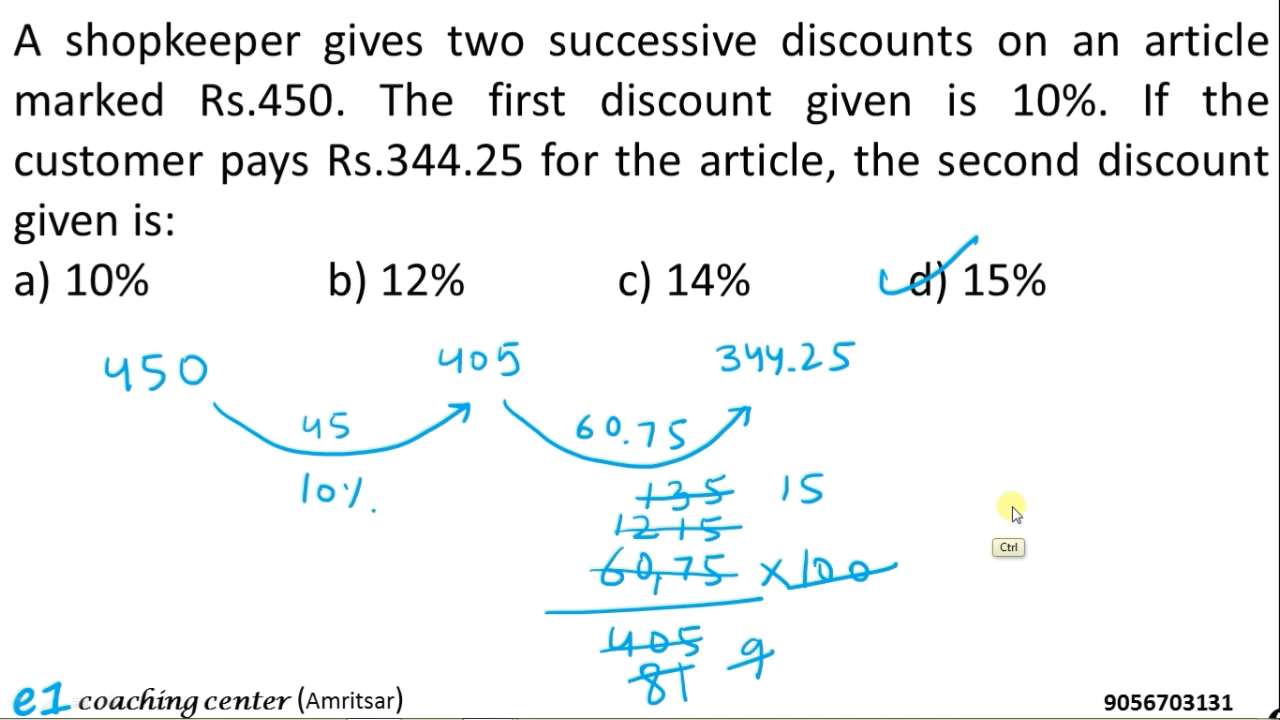 A shopkeeper gives two successive discounts on an article
marked Rs.450. The first discount given is 10%. If the
customer pays Rs.344.25 for the article, the second discount
given is:
a) 10% b) 12% c) 14% d) 15%
450 405 344.25
45 60.75
10%. 135 15
1215
60,75 ×100
405 9
81
e1 coaching center (Amritsar) 9056703131
Ctrl